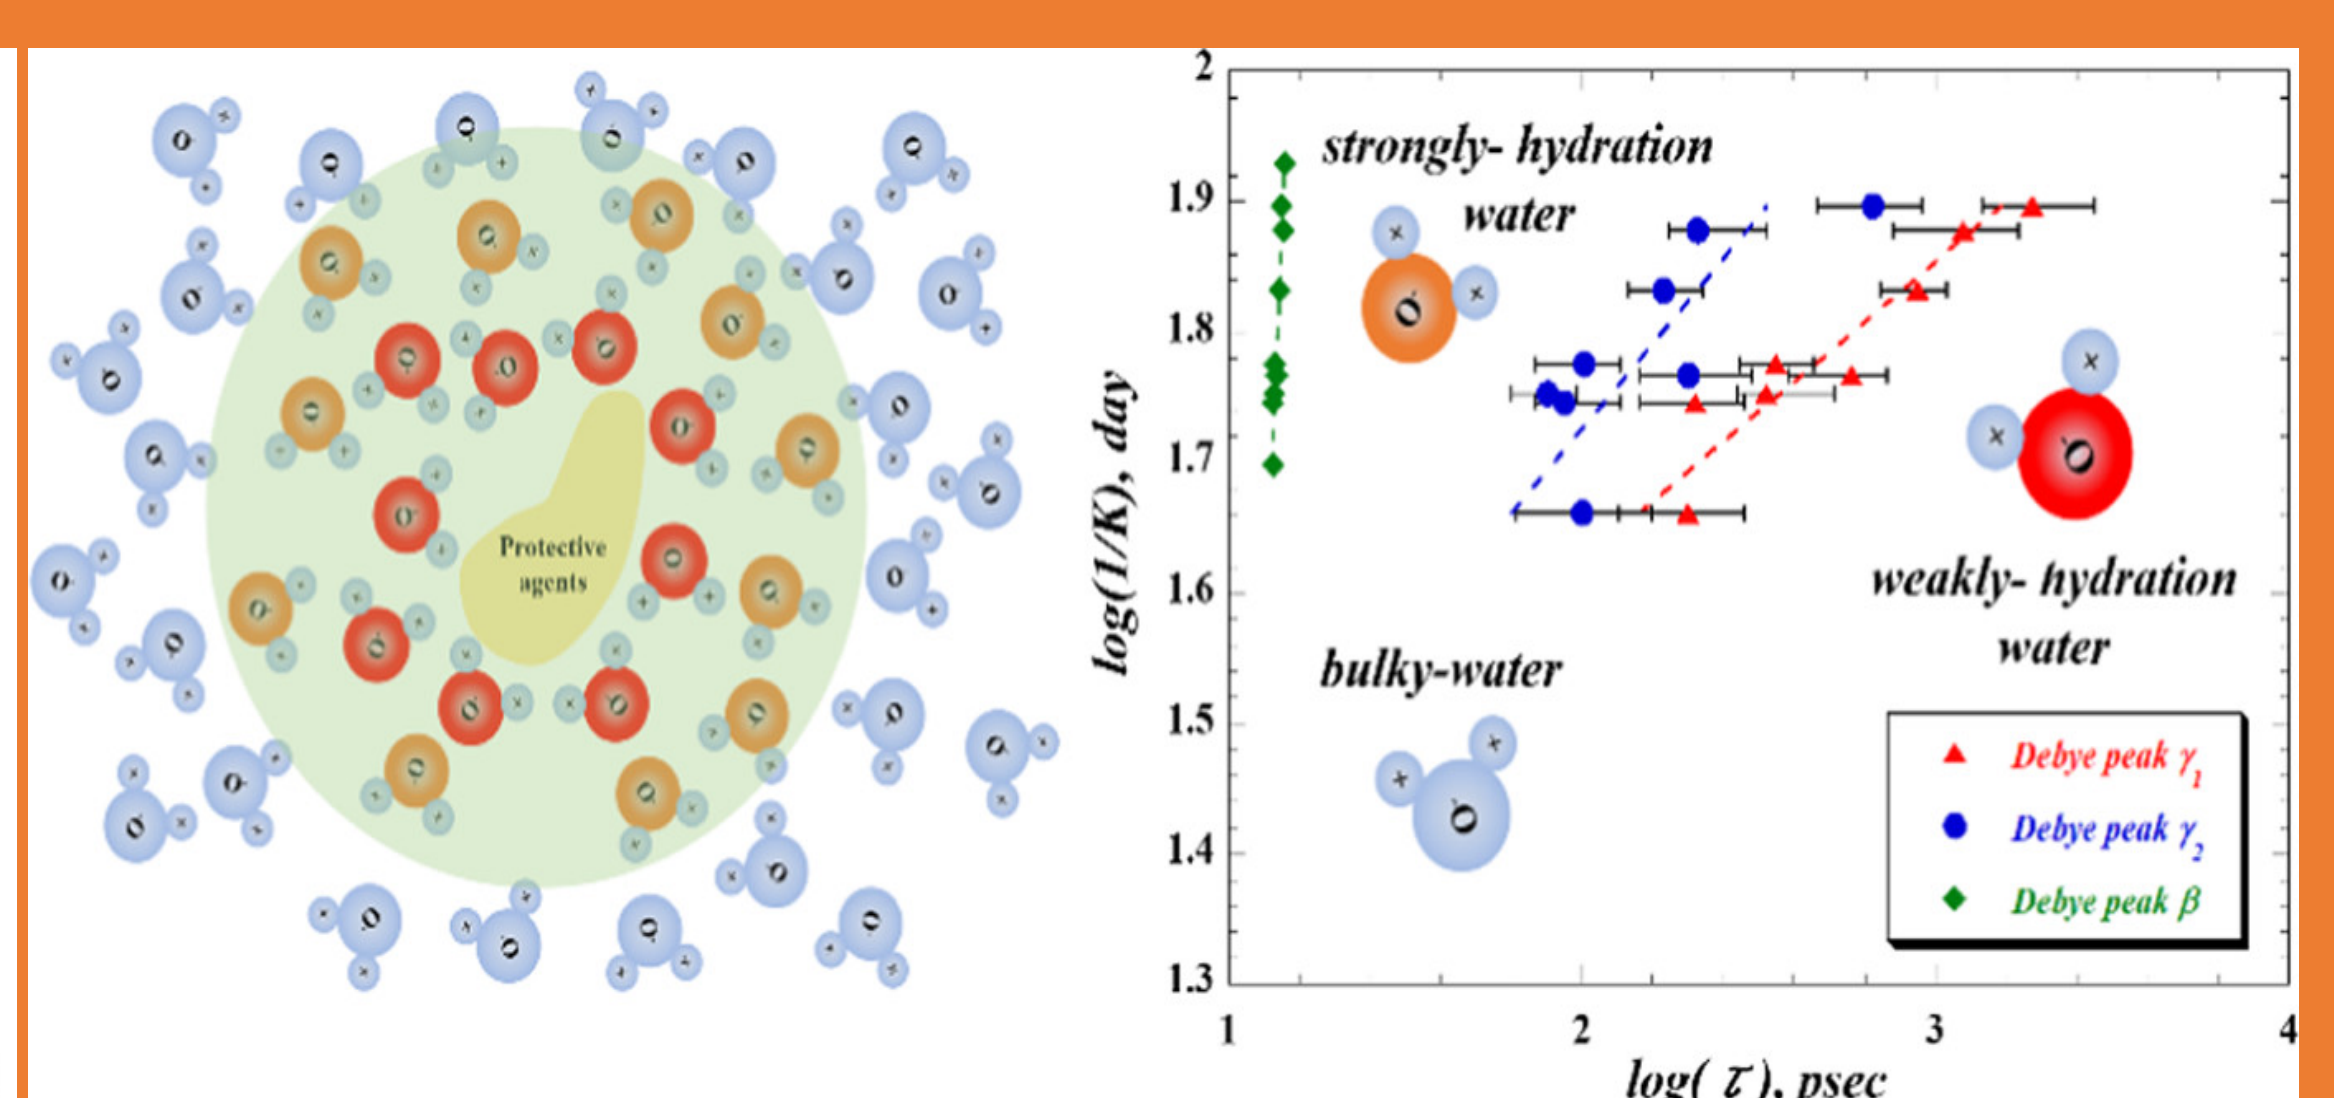 Protective
agents
2
1.9
1.8
1.7
1.6
1.5
1.4
1.3
log(1/K), day
strongly- hydration
water
weakly- hydration
water
bulky-water
Debye peak γ1
Debye peak γ2
Debye peak β
1 2 3 4
log( τ ), psec